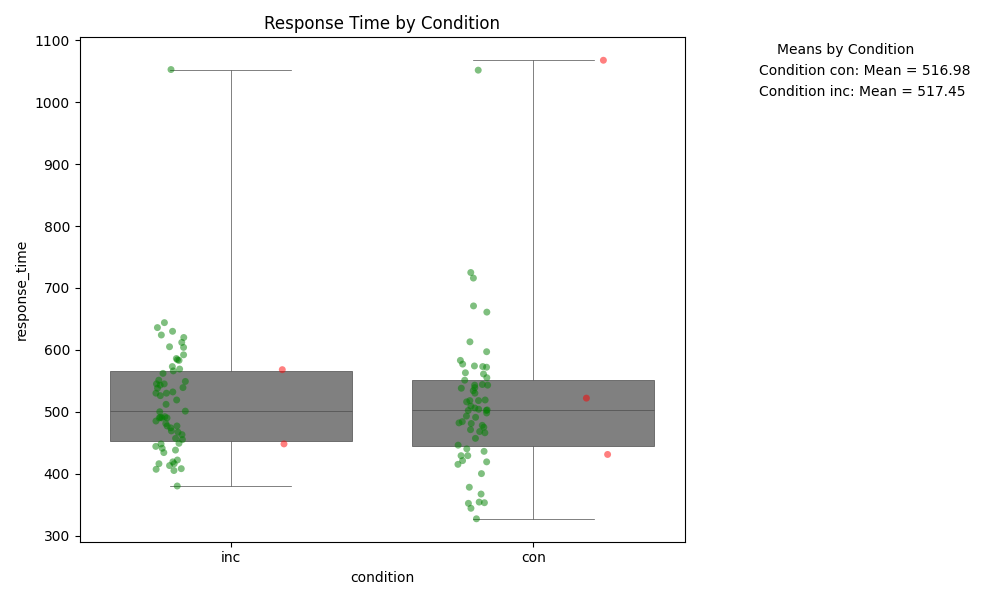 Response Time by Condition
1100
1000
900
800
700
600
500
400
300
response_time
inc
con
condition
Means by Condition
Condition con: Mean = 516.98
Condition inc: Mean = 517.45